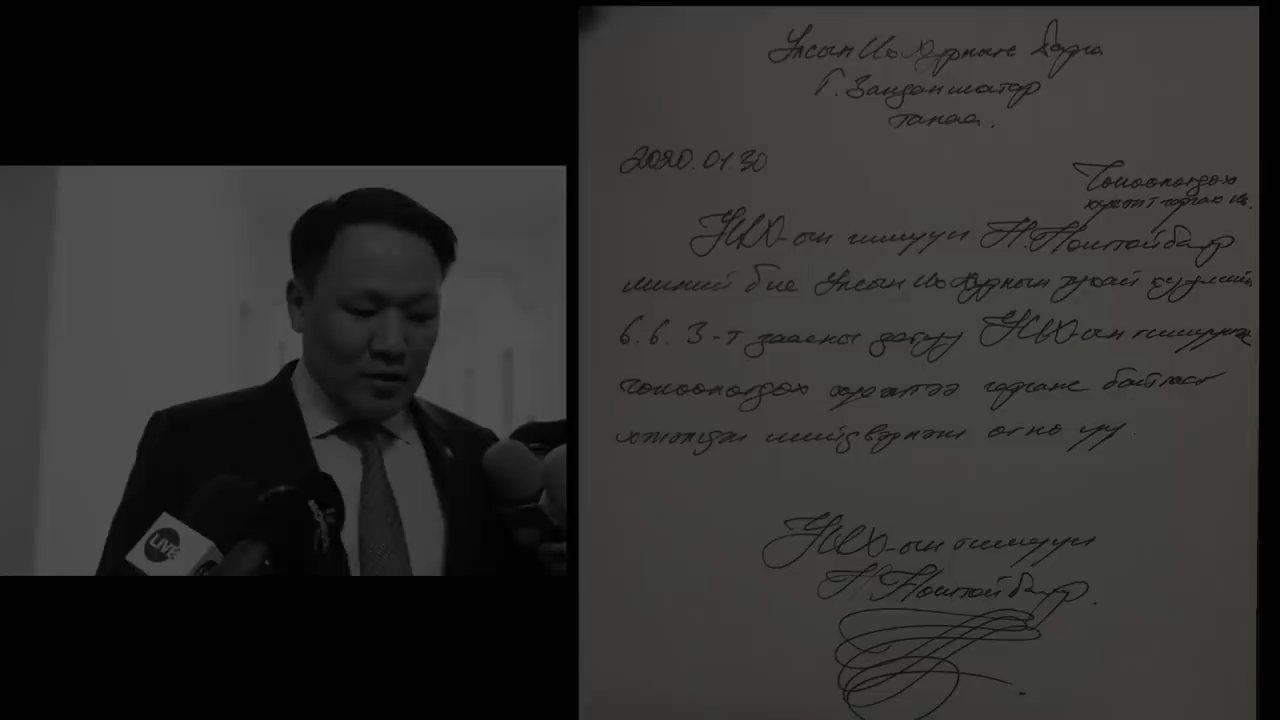 LIVE
Улсын Их Хурлын дарга
Г. Занданшатар
танаа.
2020.01.30
Чөлөөлөгдөх
хүсэлт гаргах нь.
УИХ-ын гишүүн Н.Номтойбаяр
миний бие Улсын Их Хурлын тухай хуулийн
6.6.3-т заасны дагуу УИХ-ын гишүүнээс
чөлөөлөгдөх хүсэлтээ гаргаж байгааг
шийдвэрлэж өгнө үү.
УИХ-ын гишүүн
Н.Номтойбаяр.